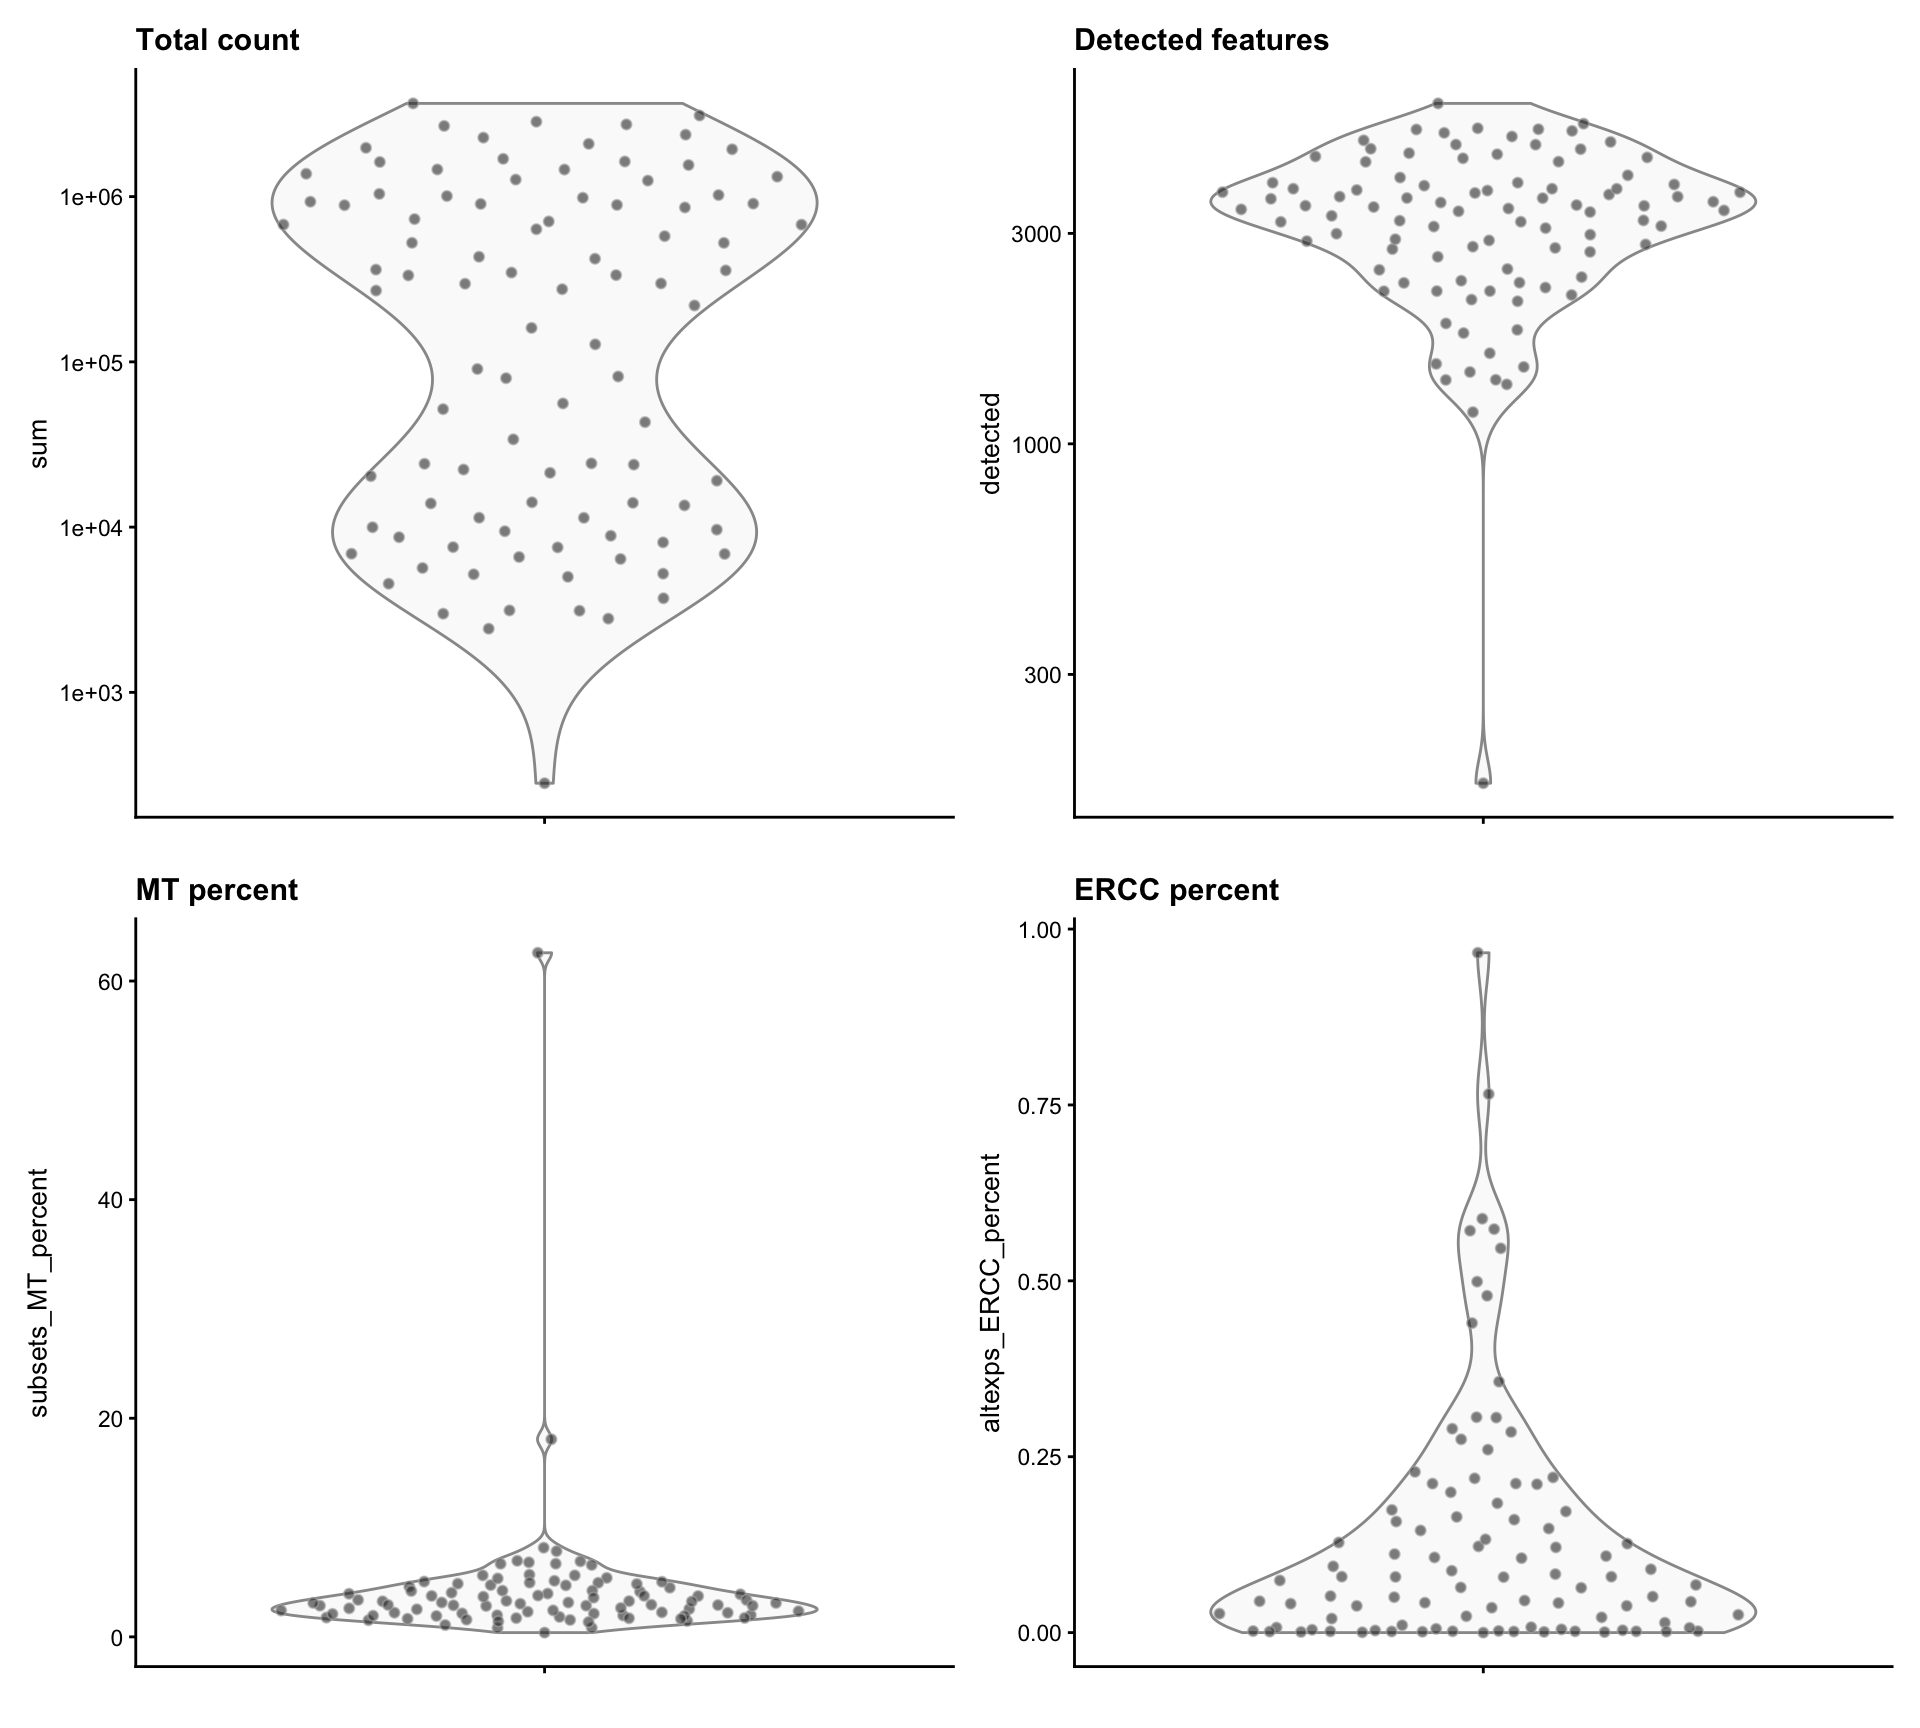 Total count
sum
1e+06
1e+05
1e+04
1e+03
Detected features
detected
3000
1000
300
MT percent
subsets_MT_percent
60
40
20
0
ERCC percent
altexps_ERCC_percent
1.00
0.75
0.50
0.25
0.00